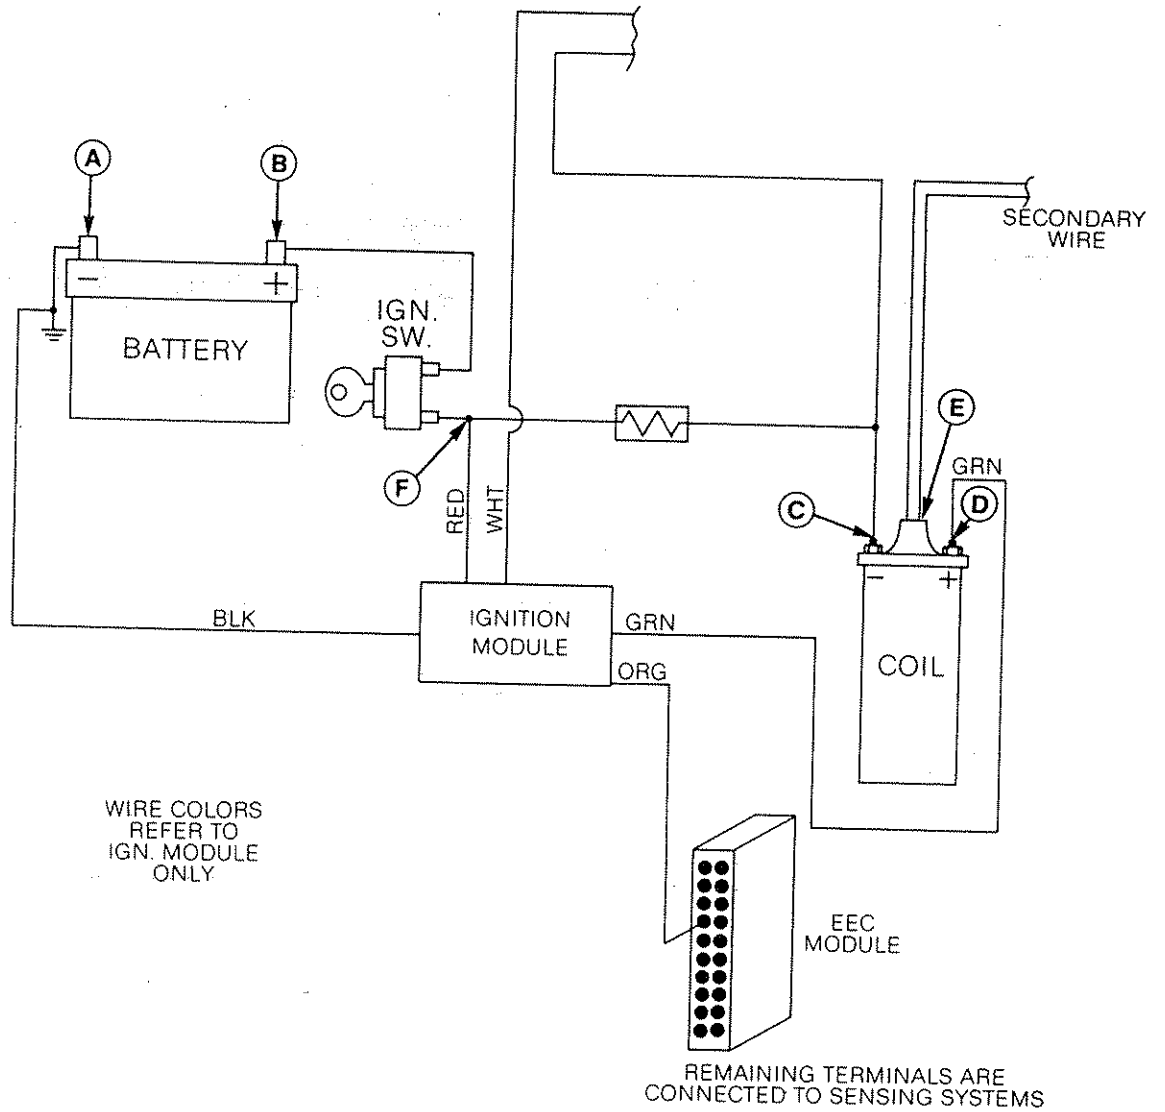 A
B
SECONDARY
WIRE
−
+
IGN.
SW.
BATTERY
E
GRN
F
RED
WHT
C
D
−
+
BLK
IGNITION
MODULE
GRN
ORG
COIL
WIRE COLORS
REFER TO
IGN. MODULE
ONLY
EEC
MODULE
REMAINING TERMINALS ARE
CONNECTED TO SENSING SYSTEMS